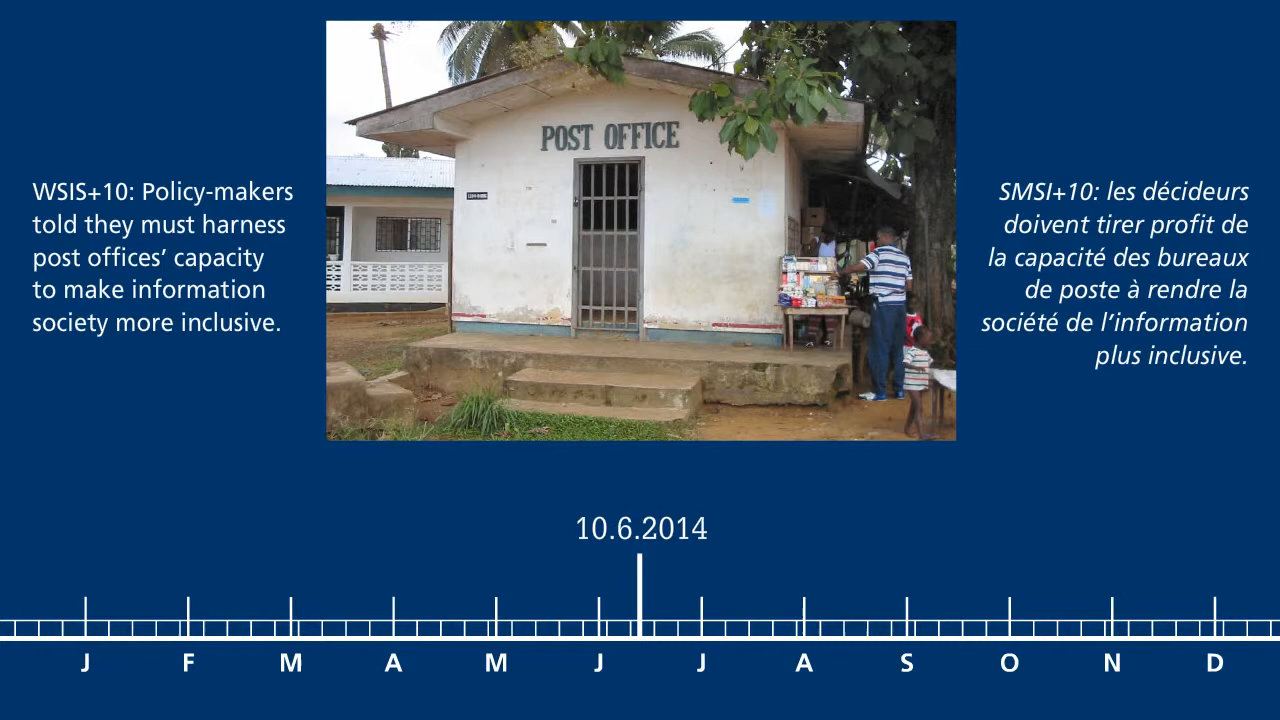 WSIS+10: Policy-makers
told they must harness
post offices’ capacity
to make information
society more inclusive.
POST OFFICE
SMSI+10: les décideurs
doivent tirer profit de
la capacité des bureaux
de poste à rendre la
société de l’information
plus inclusive.
10.6.2014
J F M A M J J A S O N D